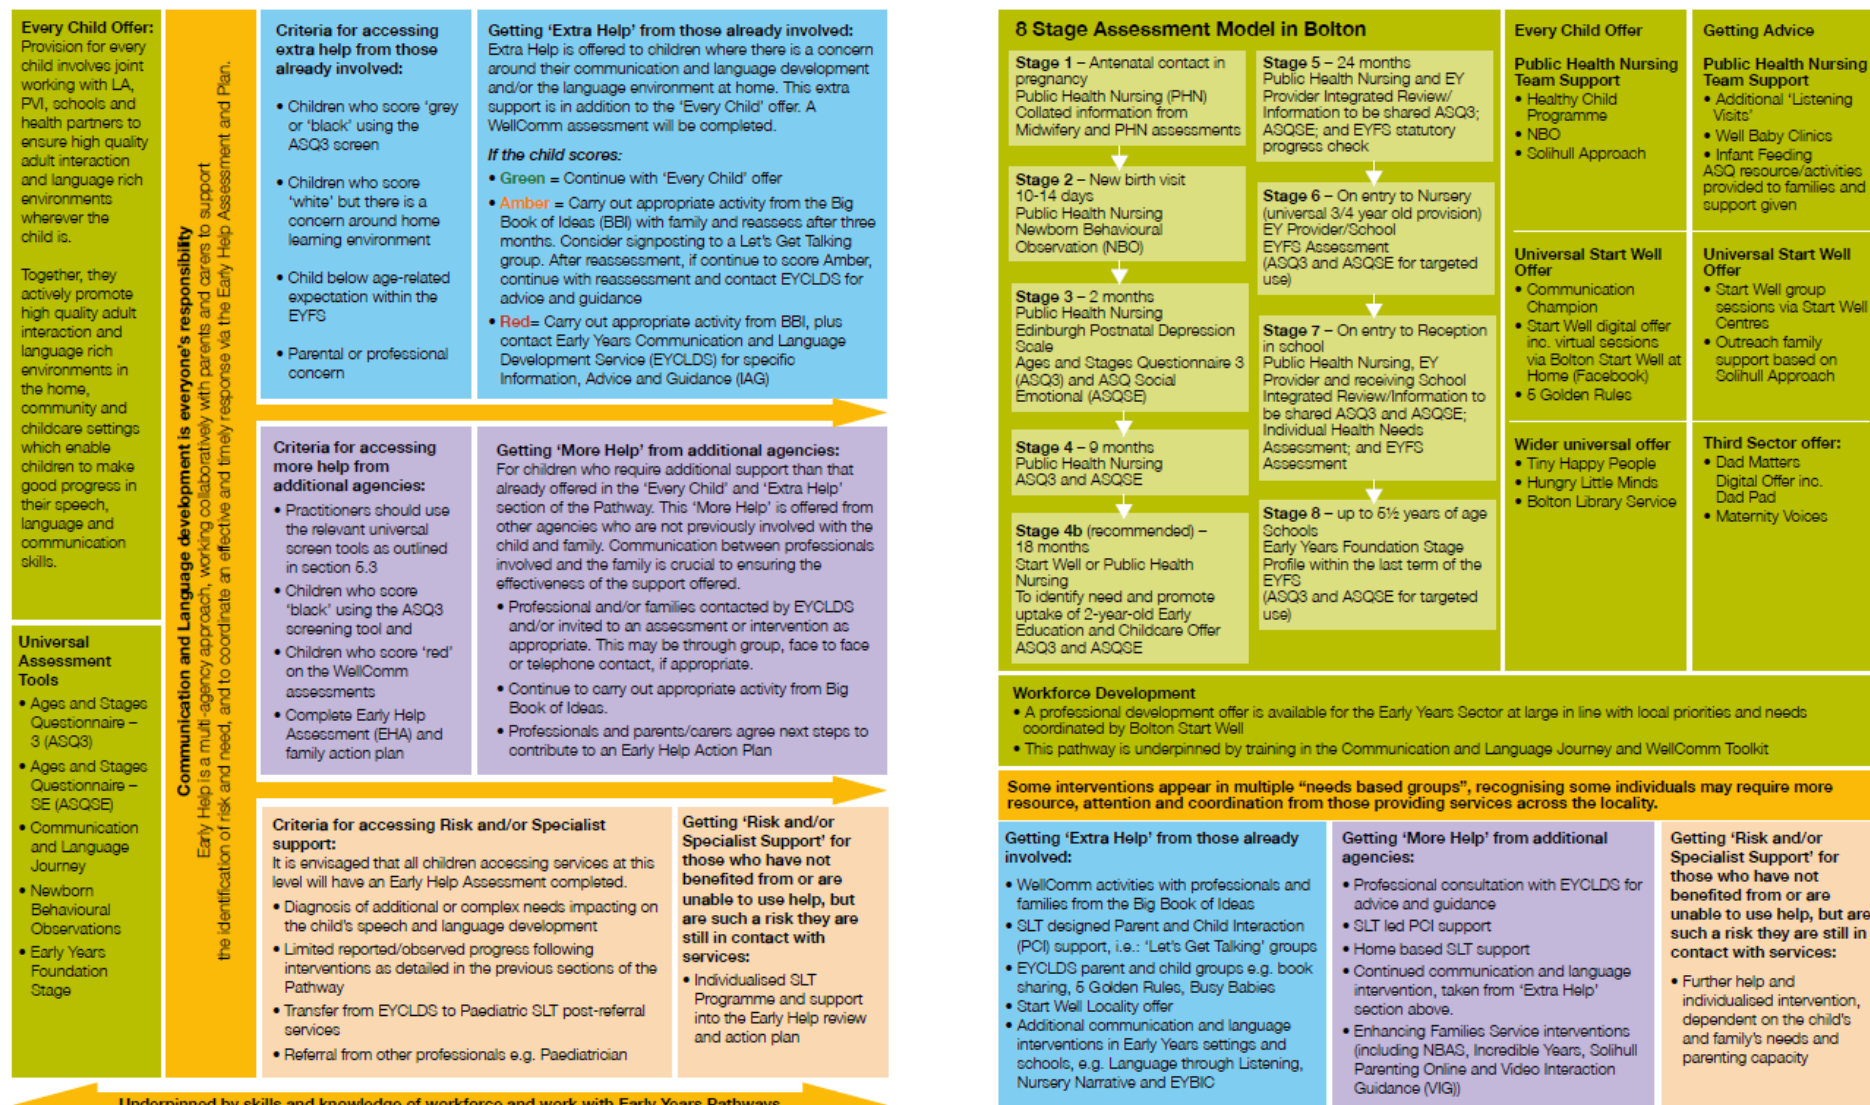 Every Child Offer:
Provision for every
child involves joint
working with LA,
PVI, schools and
health partners to
ensure high quality
adult interaction
and language rich
environments
wherever the
child is.
Together, they
actively promote
high quality adult
interaction and
language rich
environments in
the home,
community and
childcare settings
which enable
children to make
good progress in
their speech,
language and
communication
skills.
Universal
Assessment
Tools
• Ages and Stages
Questionnaire –
3 (ASQ3)
• Ages and Stages
Questionnaire –
SE (ASQSE)
• Communication
and Language
Journey
• Newborn
Behavioural
Observations
• Early Years
Foundation
Stage
Communication and Language development is everyone's responsibility
Early Help is a multi-agency approach, working collaboratively with parents and carers to support
the identification of risk and need, and to coordinate an effective and timely response via the Early Help Assessment and Plan.
Criteria for accessing
extra help from those
already involved:
• Children who score 'grey
or 'black' using the
ASQ3 screen
• Children who score
'white' but there is a
concern around home
learning environment
• Child below age-related
expectation within the
EYFS
• Parental or professional
concern
Getting 'Extra Help' from those already involved:
Extra Help is offered to children where there is a concern
around their communication and language development
and/or the language environment at home. This extra
support is in addition to the 'Every Child' offer. A
WellComm assessment will be completed.
If the child scores:
• Green = Continue with 'Every Child' offer
• Amber = Carry out appropriate activity from the Big
Book of Ideas (BBI) with family and reassess after three
months. Consider signposting to a Let's Get Talking
group. After reassessment, if continue to score Amber,
continue with reassessment and contact EYCLDS for
advice and guidance
• Red= Carry out appropriate activity from BBI, plus
contact Early Years Communication and Language
Development Service (EYCLDS) for specific
Information, Advice and Guidance (IAG)
Criteria for accessing
more help from
additional agencies:
• Practitioners should use
the relevant universal
screen tools as outlined
in section 5.3
• Children who score
'black' using the ASQ3
screening tool and
• Children who score 'red'
on the WellComm
assessments
• Complete Early Help
Assessment (EHA) and
family action plan
Getting 'More Help' from additional agencies:
For children who require additional support than that
already offered in the 'Every Child' and 'Extra Help'
section of the Pathway. This 'More Help' is offered from
other agencies who are not previously involved with the
child and family. Communication between professionals
involved and the family is crucial to ensuring the
effectiveness of the support offered.
• Professional and/or families contacted by EYCLDS
and/or invited to an assessment or intervention as
appropriate. This may be through group, face to face
or telephone contact, if appropriate.
• Continue to carry out appropriate activity from Big
Book of Ideas.
• Professionals and parents/carers agree next steps to
contribute to an Early Help Action Plan
Criteria for accessing Risk and/or Specialist
support:
It is envisaged that all children accessing services at this
level will have an Early Help Assessment completed.
• Diagnosis of additional or complex needs impacting on
the child's speech and language development
• Limited reported/observed progress following
interventions as detailed in the previous sections of the
Pathway
• Transfer from EYCLDS to Paediatric SLT post-referral
services
• Referral from other professionals e.g. Paediatrician
Getting 'Risk and/or
Specialist Support' for
those who have not
benefited from or are
unable to use help, but
are such a risk they are
still in contact with
services:
• Individualised SLT
Programme and support
into the Early Help review
and action plan
Underpinned by skills and knowledge of workforce and work with Early Years Pathways
8 Stage Assessment Model in Bolton
Stage 1 – Antenatal contact in
pregnancy
Public Health Nursing (PHN)
Collated information from
Midwifery and PHN assessments
Stage 2 – New birth visit
10-14 days
Public Health Nursing
Newborn Behavioural
Observation (NBO)
Stage 3 – 2 months
Public Health Nursing
Edinburgh Postnatal Depression
Scale
Ages and Stages Questionnaire 3
(ASQ3) and ASQ Social
Emotional (ASQSE)
Stage 4 – 9 months
Public Health Nursing
ASQ3 and ASQSE
Stage 4b (recommended) –
18 months
Start Well or Public Health
Nursing
To identify need and promote
uptake of 2-year-old Early
Education and Childcare Offer
ASQ3 and ASQSE
Stage 5 – 24 months
Public Health Nursing and EY
Provider Integrated Review/
Information to be shared ASQ3;
ASQSE; and EYFS statutory
progress check
Stage 6 – On entry to Nursery
(universal 3/4 year old provision)
EY Provider/School
EYFS Assessment
(ASQ3 and ASQSE for targeted
use)
Stage 7 – On entry to Reception
in school
Public Health Nursing, EY
Provider and receiving School
Integrated Review/Information to
be shared ASQ3 and ASQSE;
Individual Health Needs
Assessment; and EYFS
Assessment
Stage 8 – up to 5½ years of age
Schools
Early Years Foundation Stage
Profile within the last term of the
EYFS
(ASQ3 and ASQSE for targeted
use)
Every Child Offer
Public Health Nursing
Team Support
• Healthy Child
Programme
• NBO
• Solihull Approach
Universal Start Well
Offer
• Communication
Champion
• Start Well digital offer
inc. virtual sessions
via Bolton Start Well at
Home (Facebook)
• 5 Golden Rules
Wider universal offer
• Tiny Happy People
• Hungry Little Minds
• Bolton Library Service
Getting Advice
Public Health Nursing
Team Support
• Additional 'Listening
Visits'
• Well Baby Clinics
• Infant Feeding
ASQ resource/activities
provided to families and
support given
Universal Start Well
Offer
• Start Well group
sessions via Start Well
Centres
• Outreach family
support based on
Solihull Approach
Third Sector offer:
• Dad Matters
Digital Offer inc.
Dad Pad
• Maternity Voices
Workforce Development
• A professional development offer is available for the Early Years Sector at large in line with local priorities and needs
coordinated by Bolton Start Well
• This pathway is underpinned by training in the Communication and Language Journey and WellComm Toolkit
Some interventions appear in multiple "needs based groups", recognising some individuals may require more
resource, attention and coordination from those providing services across the locality.
Getting 'Extra Help' from those already
involved:
• WellComm activities with professionals and
families from the Big Book of Ideas
• SLT designed Parent and Child Interaction
(PCI) support, i.e.: 'Let's Get Talking' groups
• EYCLDS parent and child groups e.g. book
sharing, 5 Golden Rules, Busy Babies
• Start Well Locality offer
• Additional communication and language
interventions in Early Years settings and
schools, e.g. Language through Listening,
Nursery Narrative and EYBIC
Getting 'More Help' from additional
agencies:
• Professional consultation with EYCLDS for
advice and guidance
• SLT led PCI support
• Home based SLT support
• Continued communication and language
intervention, taken from 'Extra Help'
section above.
• Enhancing Families Service interventions
(including NBAS, Incredible Years, Solihull
Parenting Online and Video Interaction
Guidance (VIG))
Getting 'Risk and/or
Specialist Support' for
those who have not
benefited from or are
unable to use help, but are
such a risk they are still in
contact with services:
• Further help and
individualised intervention,
dependent on the child's
and family's needs and
parenting capacity